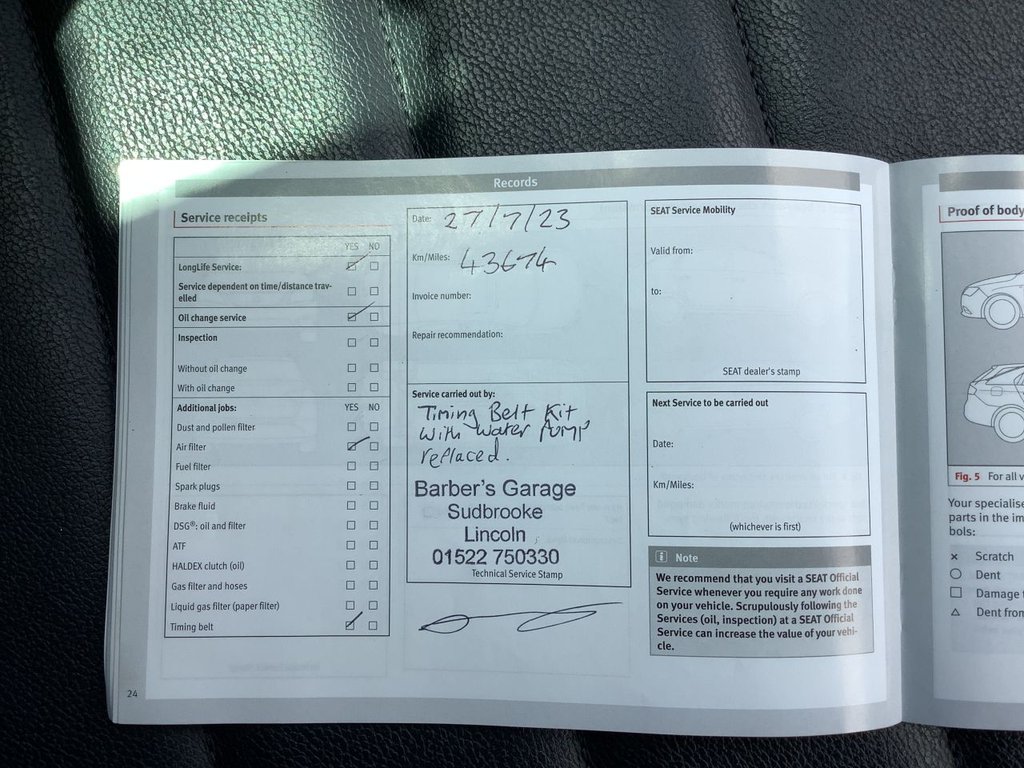 Records
Service receipts
YES NO
LongLife Service:
Service dependent on time/distance trav-
elled
Oil change service
Inspection
Without oil change
With oil change
Additional jobs: YES NO
Dust and pollen filter
Air filter
Fuel filter
Spark plugs
Brake fluid
DSG®: oil and filter
ATF
HALDEX clutch (oil)
Gas filter and hoses
Liquid gas filter (paper filter)
Timing belt
24
Date: 27/7/23
Km/Miles: 43674
Invoice number:
Repair recommendation:
Service carried out by:
Timing Belt Kit
With Water Pump
replaced.
Barber's Garage
Sudbrooke
Lincoln
01522 750330
Technical Service Stamp
SEAT Service Mobility
Valid from:
to:
SEAT dealer's stamp
Next Service to be carried out
Date:
Km/Miles:
(whichever is first)
i Note
We recommend that you visit a SEAT Official
Service whenever you require any work done
on your vehicle. Scrupulously following the
Services (oil, inspection) at a SEAT Official
Service can increase the value of your vehi-
cle.
Proof of body
Fig. 5 For all v
Your specialise
parts in the im
bols:
× Scratch
○ Dent
□ Damage
△ Dent from